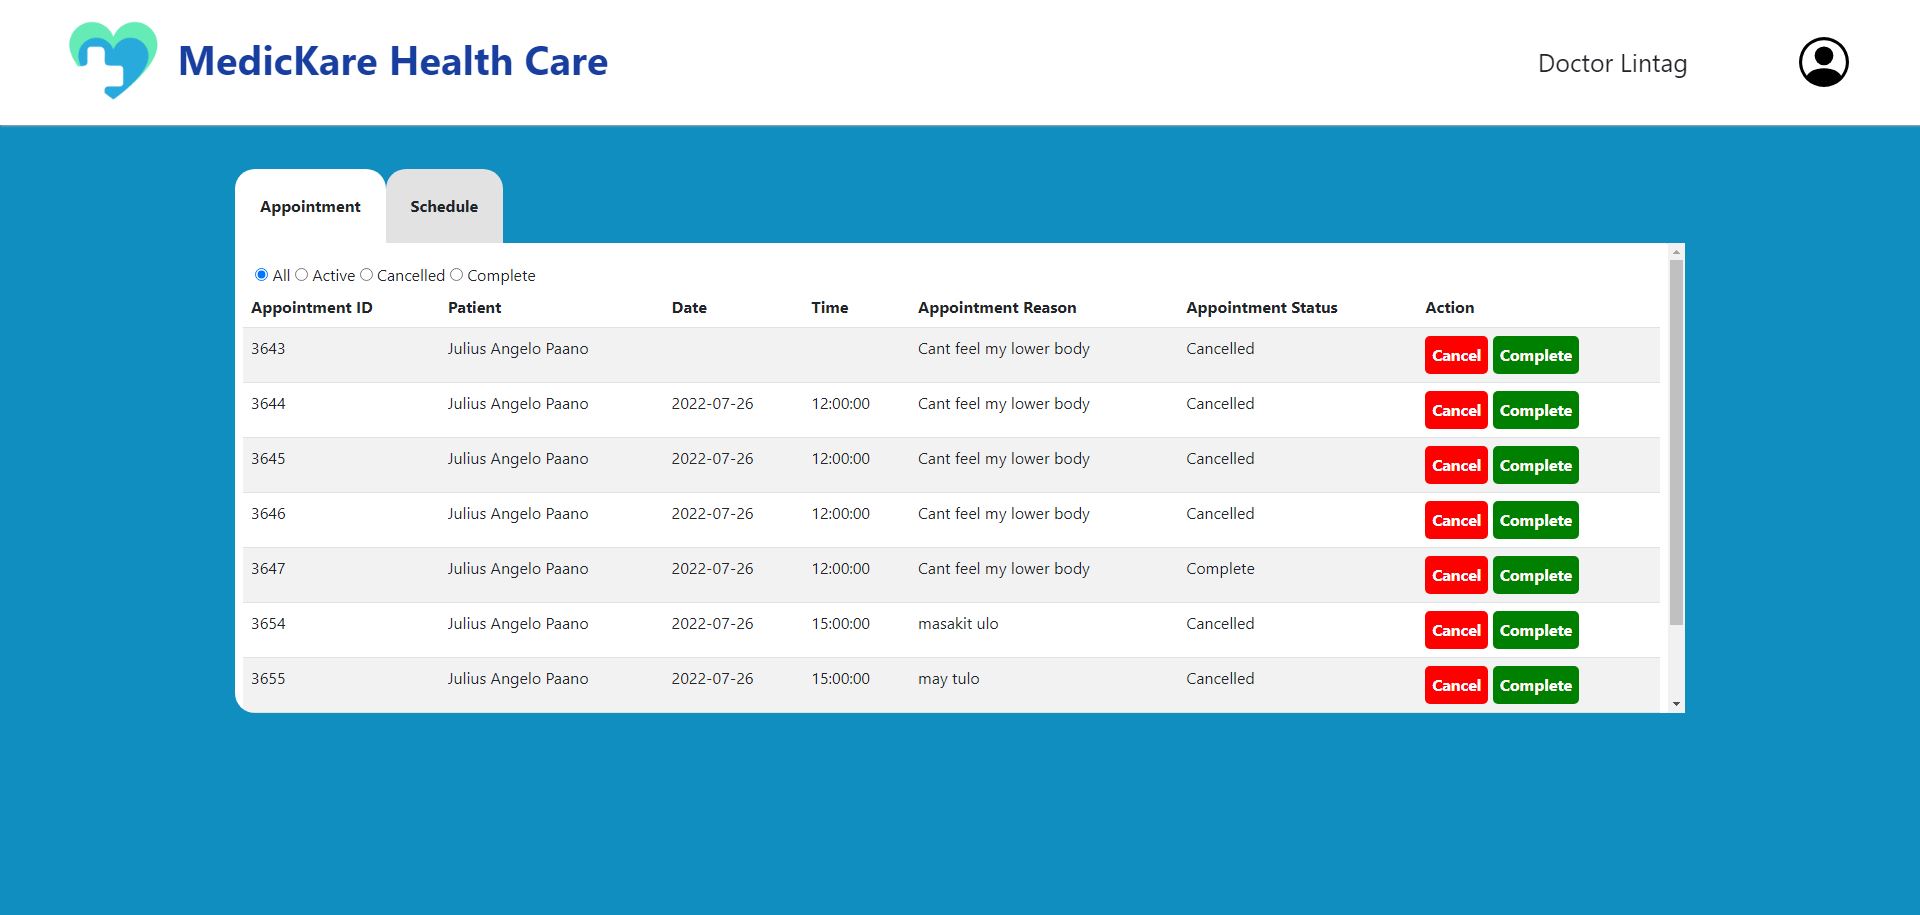 MedicKare Health Care
Doctor Lintag
Appointment Schedule
All Active Cancelled Complete
Appointment ID Patient Date Time Appointment Reason Appointment Status Action
3643 Julius Angelo Paano Cant feel my lower body Cancelled Cancel Complete
3644 Julius Angelo Paano 2022-07-26 12:00:00 Cant feel my lower body Cancelled Cancel Complete
3645 Julius Angelo Paano 2022-07-26 12:00:00 Cant feel my lower body Cancelled Cancel Complete
3646 Julius Angelo Paano 2022-07-26 12:00:00 Cant feel my lower body Cancelled Cancel Complete
3647 Julius Angelo Paano 2022-07-26 12:00:00 Cant feel my lower body Complete Cancel Complete
3654 Julius Angelo Paano 2022-07-26 15:00:00 masakit ulo Cancelled Cancel Complete
3655 Julius Angelo Paano 2022-07-26 15:00:00 may tulo Cancelled Cancel Complete